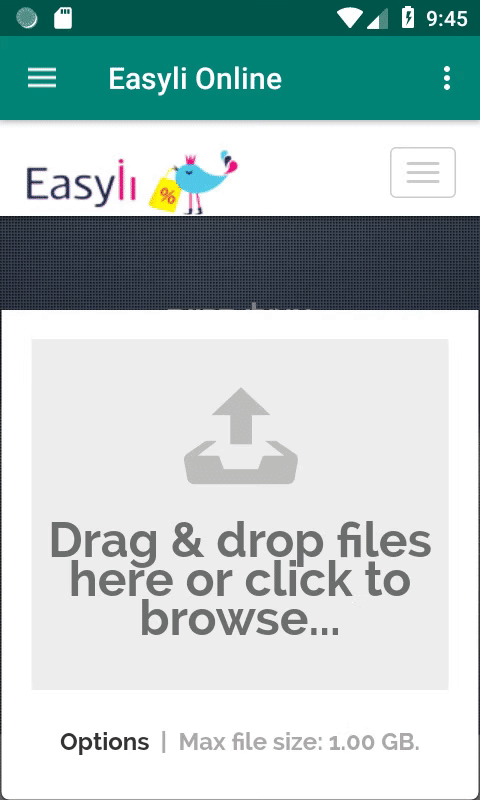 9:45
Easyli Online
Easyli
%
Drag & drop files
here or click to
browse...
Options | Max file size: 1.00 GB.